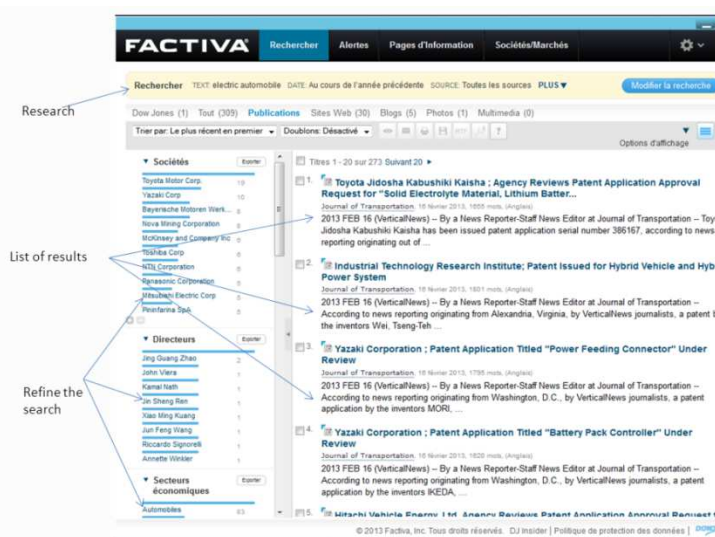 FACTIVA Rechercher Alertes Pages d'Information Sociétés/Marchés
Research
Rechercher TEXT: electric automobile DATE: Au cours de l'année précédente SOURCE: Toutes les sources PLUS▼ Modifier la recherche
Dow Jones (1) Tout (309) Publications Sites Web (30) Blogs (5) Photos (1) Multimedia (0)
Trier par: Le plus récent en premier Doublons: Désactivé
Options d'affichage
List of results
Refine the
search
Sociétés Exporter
Toyota Motor Corp. 19
Yazaki Corp 10
Bayerische Motoren Werk...
Nova Mining Corporation
McKinsey and Company Inc
Toshiba Corp
NTN Corporation
Panasonic Corporation
Mitsubishi Electric Corp
Pininfarina SpA
Directeurs Exporter
Jing Guang Zhao 2
John Viera 1
Kamal Nath 1
Jin Sheng Ren 1
Xiao Ming Kuang 1
Jun Feng Wang 1
Riccardo Signorelli 1
Annette Winkler 1
Secteurs Exporter
économiques
Automobiles 83
Titres 1 - 20 sur 273 Suivant 20 ►
1. Toyota Jidosha Kabushiki Kaisha ; Agency Reviews Patent Application Approval
Request for "Solid Electrolyte Material, Lithium Batter...
Journal of Transportation, 16 février 2013, 1655 mots, (Anglais)
2013 FEB 16 (VerticalNews) -- By a News Reporter-Staff News Editor at Journal of Transportation -- Toy
Jidosha Kabushiki Kaisha has been issued patent application serial number 386167, according to news
reporting originating out of ...
2. Industrial Technology Research Institute; Patent Issued for Hybrid Vehicle and Hyb
Power System
Journal of Transportation, 16 février 2013, 1831 mots, (Anglais)
2013 FEB 16 (VerticalNews) -- By a News Reporter-Staff News Editor at Journal of Transportation --
According to news reporting originating from Alexandria, Virginia, by VerticalNews journalists, a patent b
the inventors Wei, Tseng-Teh ...
3. Yazaki Corporation ; Patent Application Titled "Power Feeding Connector" Under
Review
Journal of Transportation, 16 février 2013, 1795 mots, (Anglais)
2013 FEB 16 (VerticalNews) -- By a News Reporter-Staff News Editor at Journal of Transportation --
According to news reporting originating from Washington, D.C., by VerticalNews journalists, a patent
application by the inventors MORI, ...
4. Yazaki Corporation ; Patent Application Titled "Battery Pack Controller" Under
Review
Journal of Transportation, 16 février 2013, 1620 mots, (Anglais)
2013 FEB 16 (VerticalNews) -- By a News Reporter-Staff News Editor at Journal of Transportation --
According to news reporting originating from Washington, D.C., by VerticalNews journalists, a patent
application by the inventors IKEDA, ...
5. Hitachi Vehicle Energy, Ltd. Agency Reviews Patent Application Approval Request f
© 2013 Factiva, Inc. Tous droits réservés. DJ Insider | Politique de protection des données |